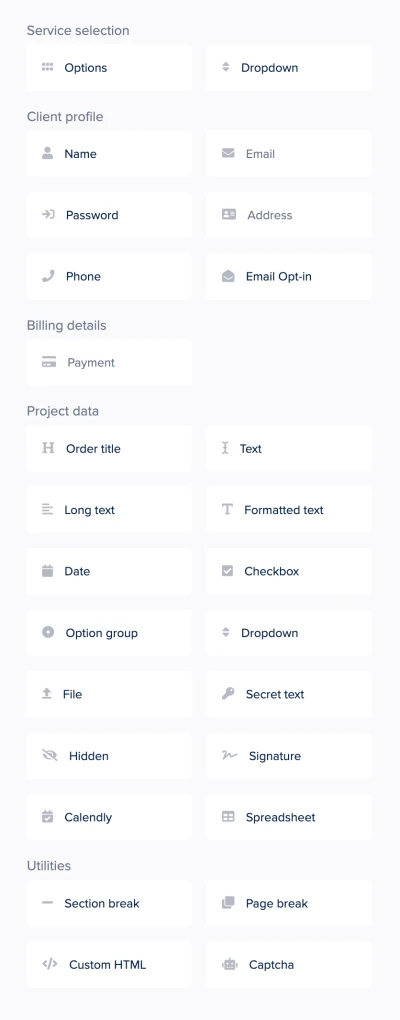 Service selection
Options
Dropdown
Client profile
Name
Email
Password
Address
Phone
Email Opt-in
Billing details
Payment
Project data
Order title
Text
Long text
Formatted text
Date
Checkbox
Option group
Dropdown
File
Secret text
Hidden
Signature
Calendly
Spreadsheet
Utilities
Section break
Page break
Custom HTML
Captcha